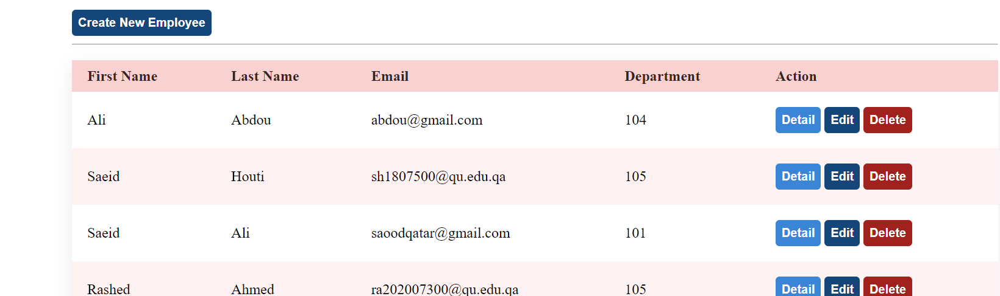 Create New Employee
First Name Last Name Email Department Action
Ali Abdou abdou@gmail.com 104 Detail Edit Delete
Saeid Houti sh1807500@qu.edu.qa 105 Detail Edit Delete
Saeid Ali saoodqatar@gmail.com 101 Detail Edit Delete
Rashed Ahmed ra202007300@qu.edu.qa 105 Detail Edit Delete